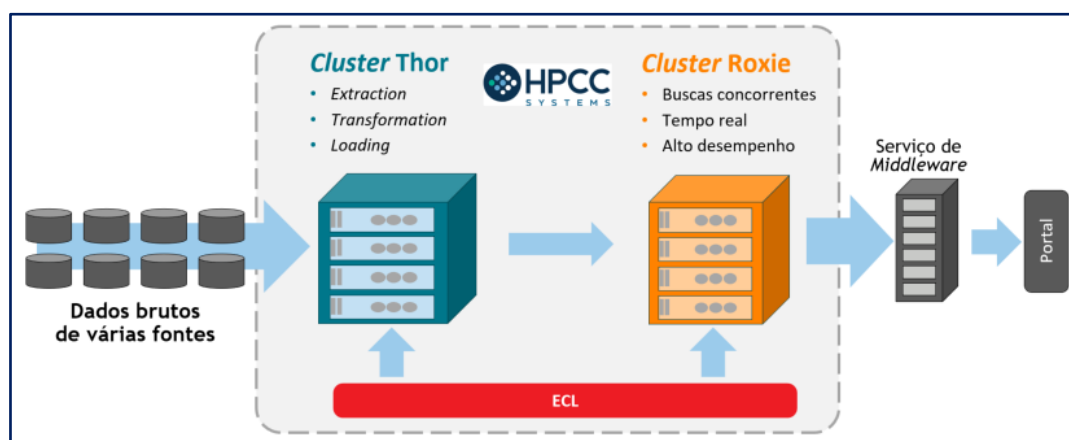 Cluster Thor
• Extraction
• Transformation
• Loading
HPCC
SYSTEMS
Cluster Roxie
• Buscas concorrentes
• Tempo real
• Alto desempenho
Serviço de
Middleware
Portal
Dados brutos
de várias fontes
ECL